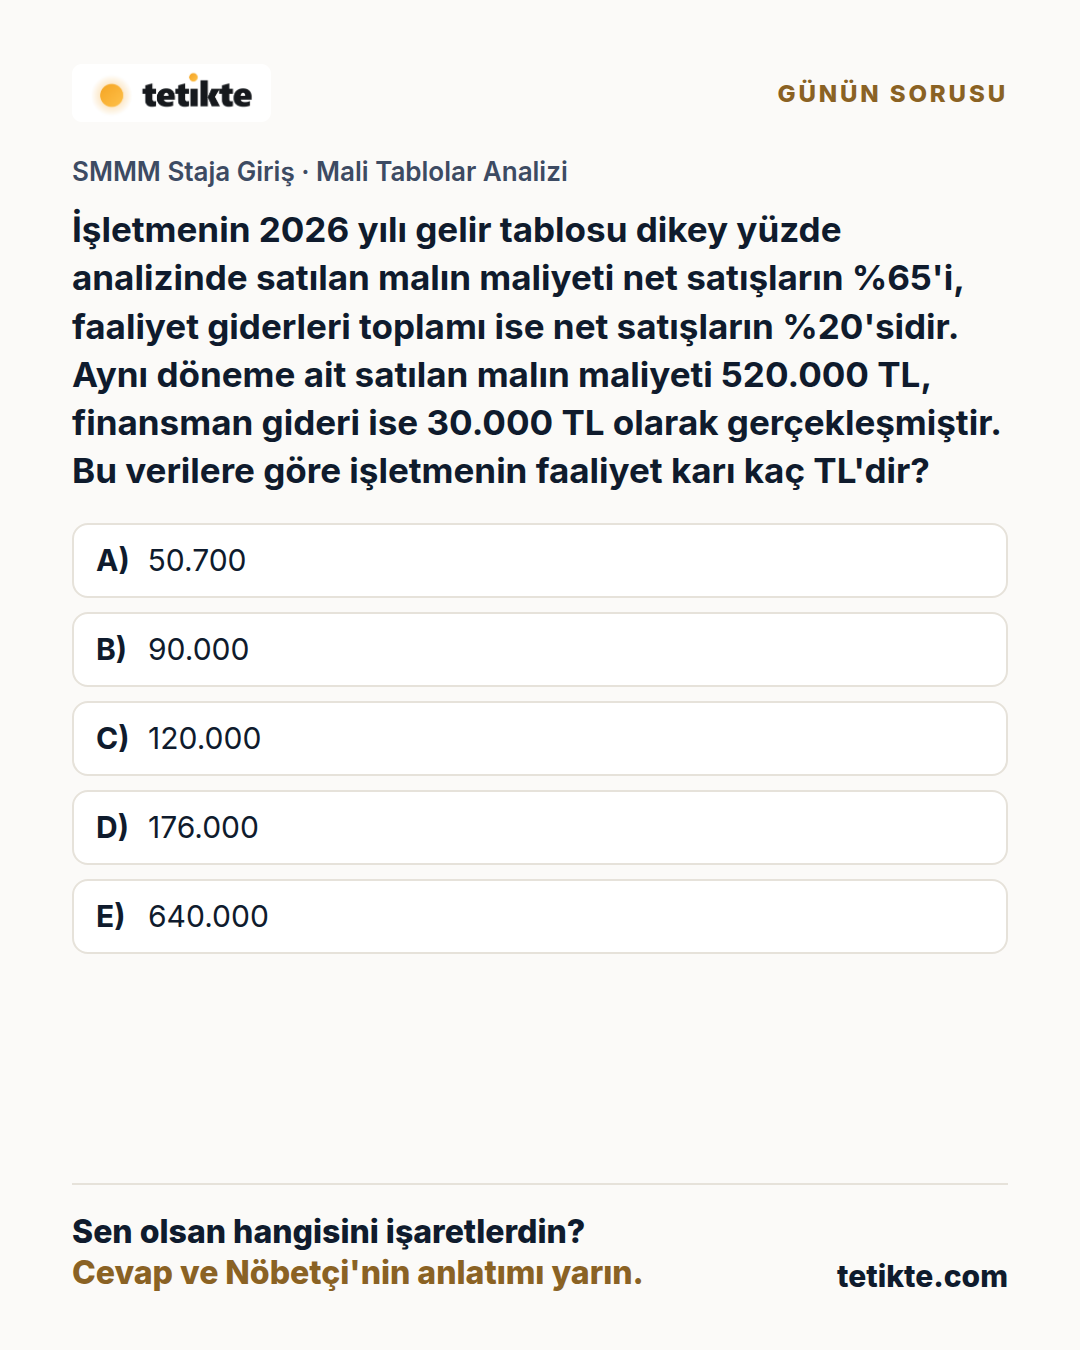 tetikte
GÜNÜN SORUSU
SMMM Staja Giriş · Mali Tablolar Analizi
İşletmenin 2026 yılı gelir tablosu dikey yüzde
analizinde satılan malın maliyeti net satışların %65'i,
faaliyet giderleri toplamı ise net satışların %20'sidir.
Aynı döneme ait satılan malın maliyeti 520.000 TL,
finansman gideri ise 30.000 TL olarak gerçekleşmiştir.
Bu verilere göre işletmenin faaliyet karı kaç TL'dir?
A) 50.700
B) 90.000
C) 120.000
D) 176.000
E) 640.000
Sen olsan hangisini işaretlerdin?
Cevap ve Nöbetçi'nin anlatımı yarın.
tetikte.com